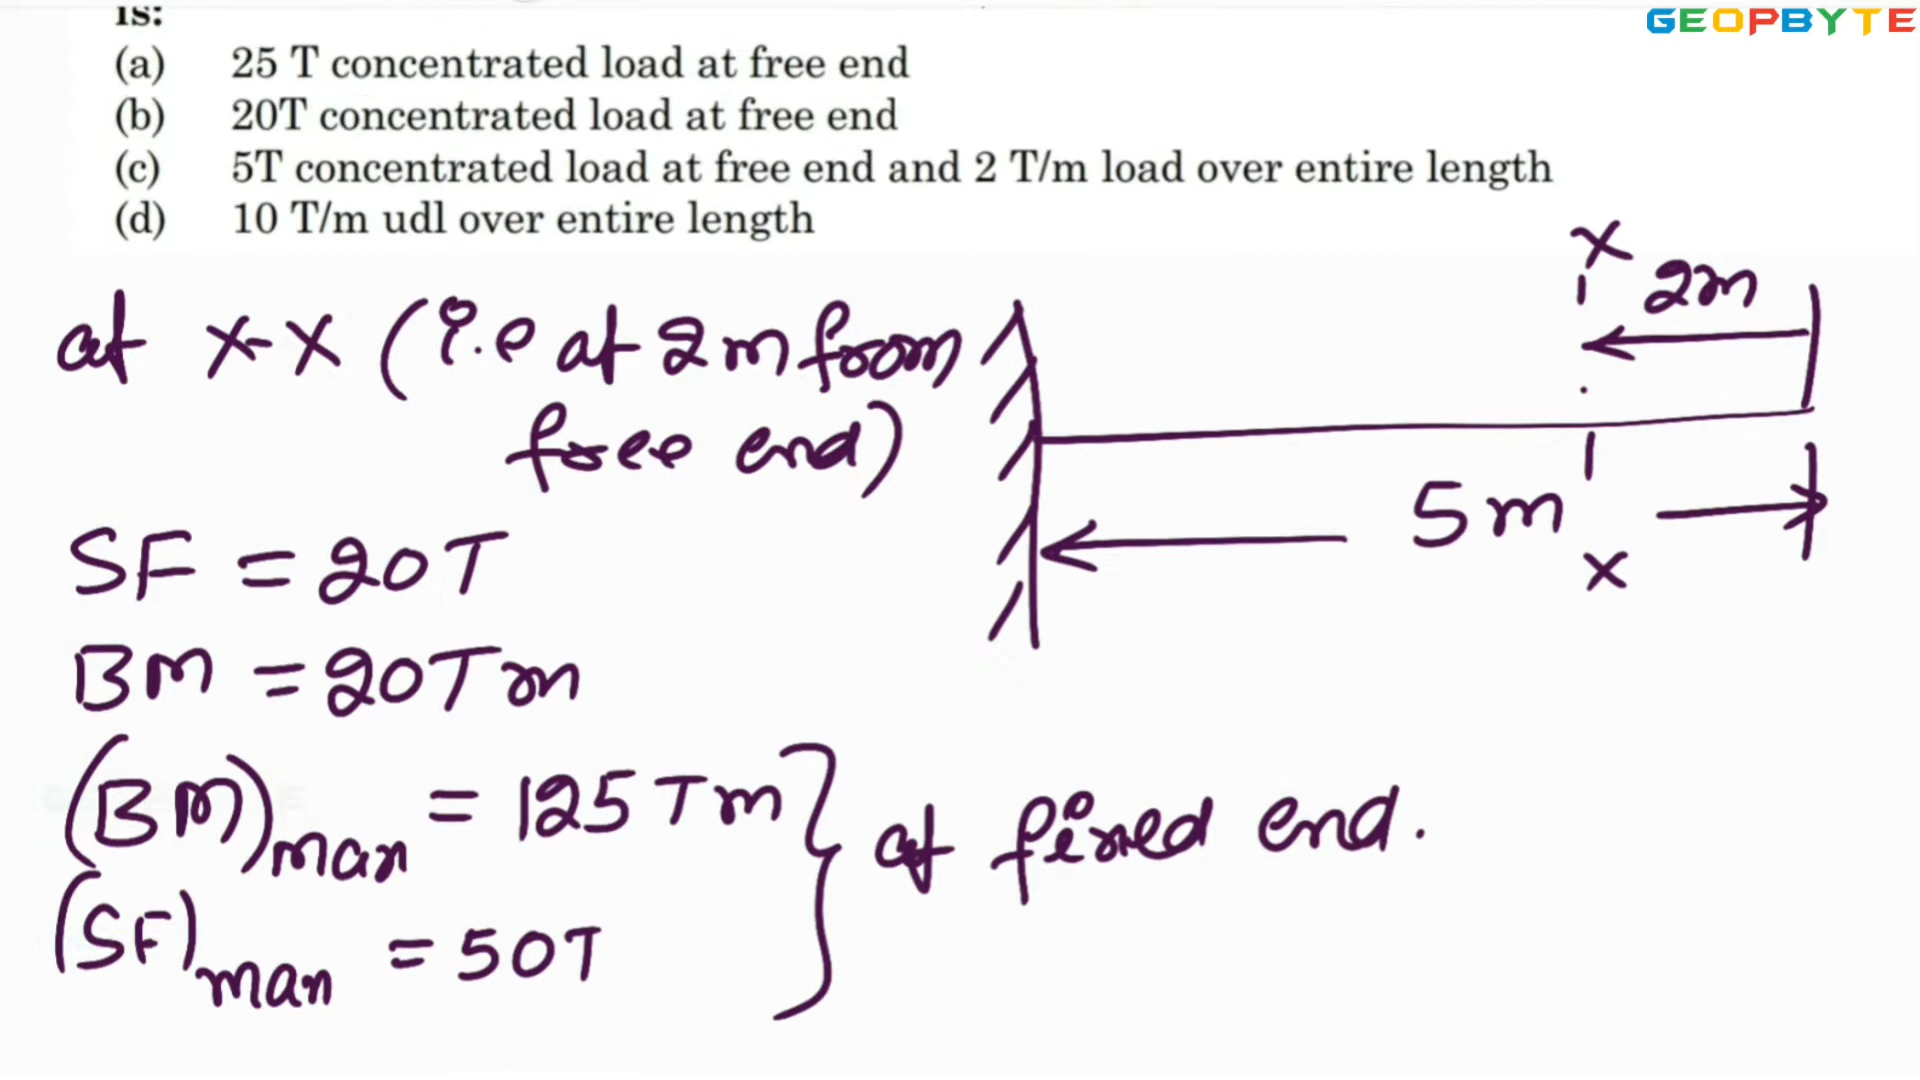 GEOPBYTE
is:
(a) 25 T concentrated load at free end
(b) 20T concentrated load at free end
(c) 5T concentrated load at free end and 2 T/m load over entire length
(d) 10 T/m udl over entire length
at x-x (i.e at 2m from
free end)
x
2m
5m
x
SF = 20T
BM = 20Tm
(BM)max = 125Tm
(SF)max = 50T
} at fixed end.